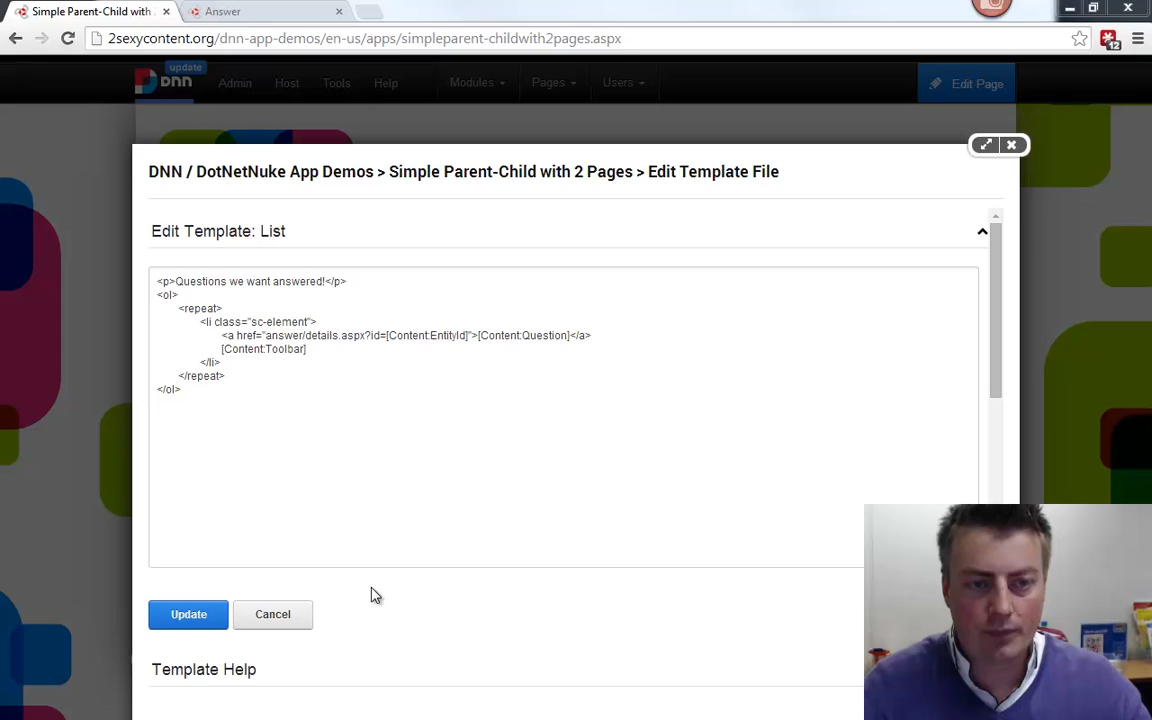 Simple Parent-Child with
Answer
2sexycontent.org/dnn-app-demos/en-us/apps/simpleparent-childwith2pages.aspx
12
update
DNN
Admin
Host
Tools
Help
Modules
Pages
Users
Edit Page
DNN / DotNetNuke App Demos > Simple Parent-Child with 2 Pages > Edit Template File
Edit Template: List
<p>Questions we want answered!</p>
<ol>
<repeat>
<li class="sc-element">
<a href="answer/details.aspx?id=[Content:EntityId]">[Content:Question]</a>
[Content:Toolbar]
</li>
</repeat>
</ol>
Update
Cancel
Template Help